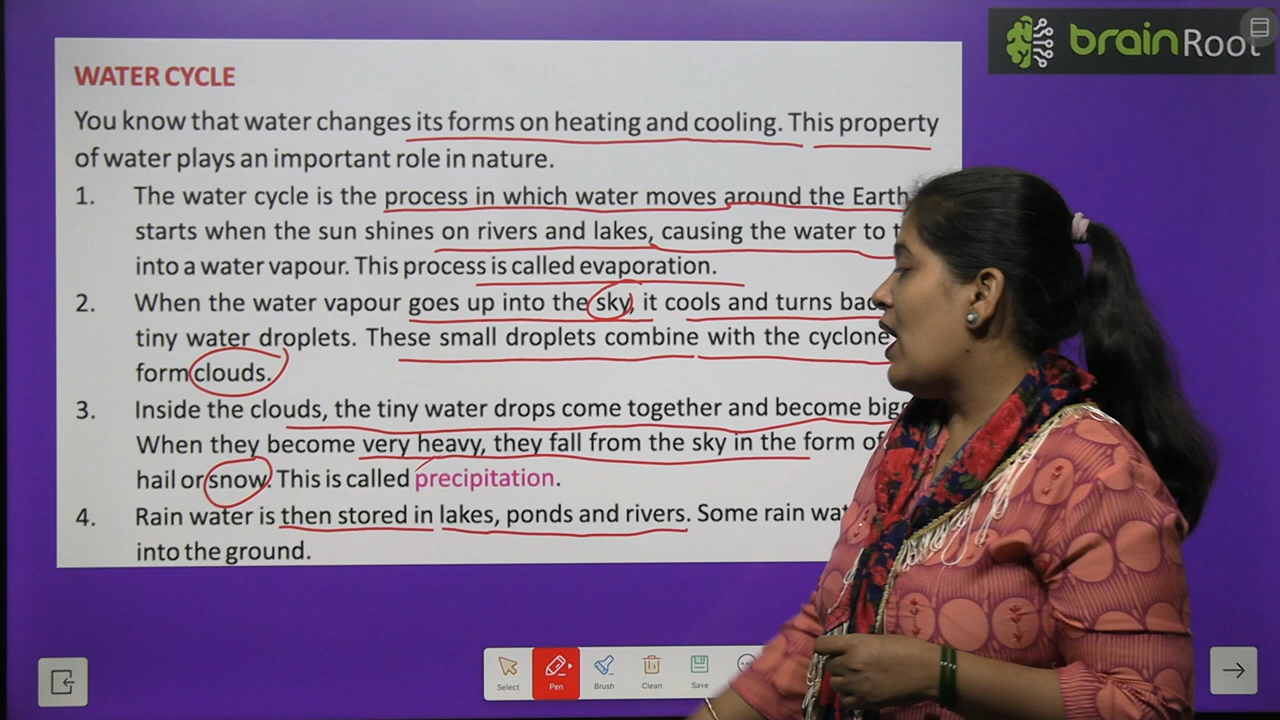 brainRoot
WATER CYCLE
You know that water changes its forms on heating and cooling. This property
of water plays an important role in nature.
1. The water cycle is the process in which water moves around the Earth
starts when the sun shines on rivers and lakes, causing the water to
into a water vapour. This process is called evaporation.
2. When the water vapour goes up into the sky, it cools and turns
tiny water droplets. These small droplets combine with the cyclone
form clouds.
3. Inside the clouds, the tiny water drops come together and become
When they become very heavy, they fall from the sky in the form of
hail or snow. This is called precipitation.
4. Rain water is then stored in lakes, ponds and rivers. Some rain
into the ground.
Select Pen Brush Clean Save